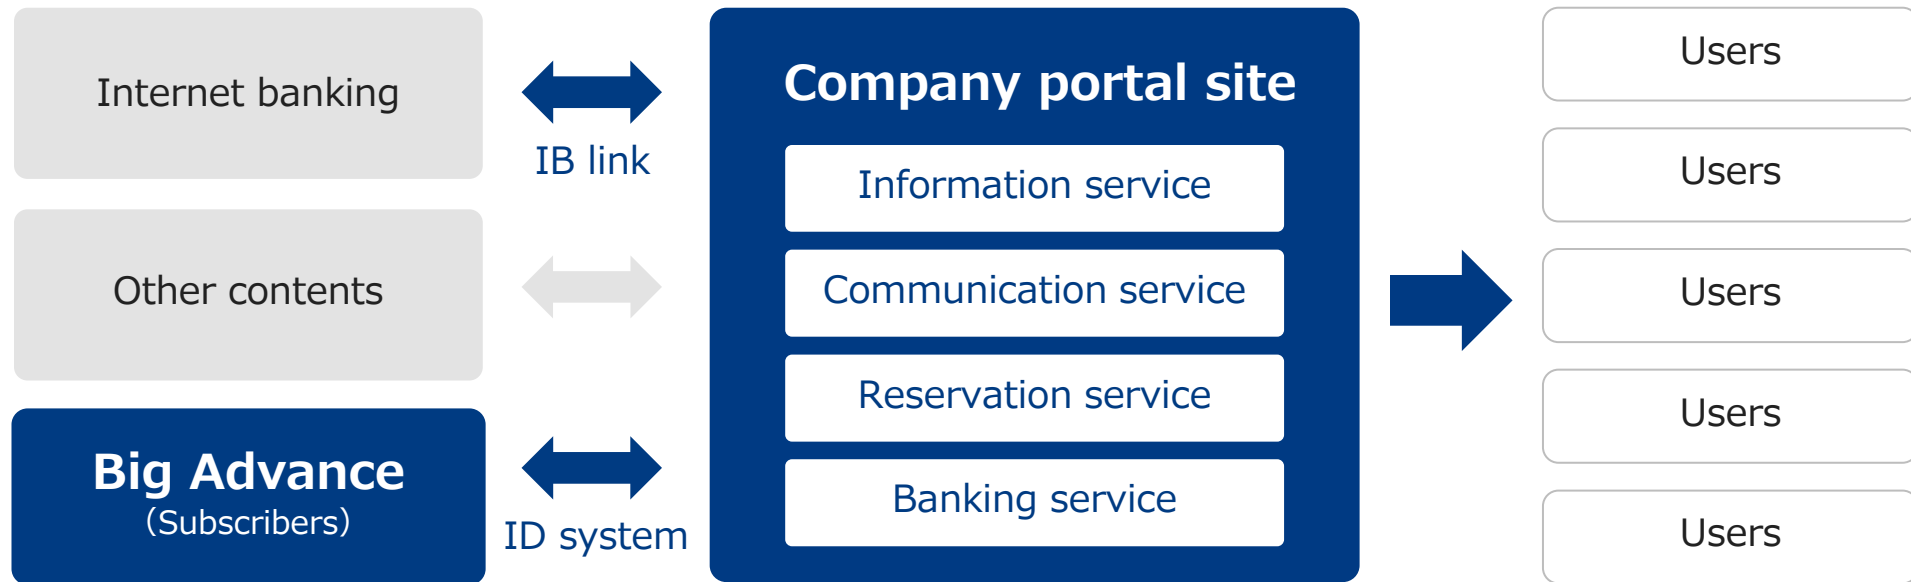 Internet banking
IB link
Other contents
Big Advance
（Subscribers）
ID system
Company portal site
Information service
Communication service
Reservation service
Banking service
Users
Users
Users
Users
Users